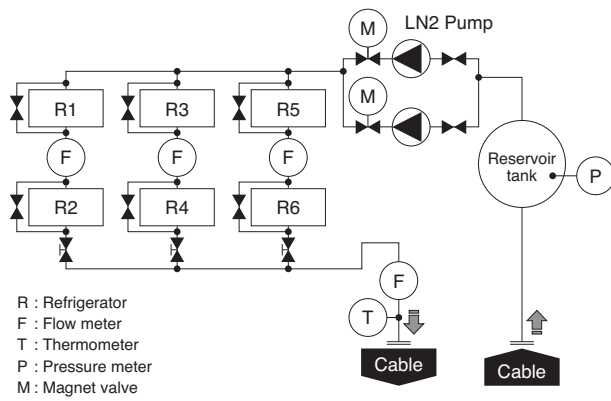 M
LN2 Pump
M
R1
R3
R5
F
F
F
Reservoir
tank
P
R2
R4
R6
F
T
R : Refrigerator
F : Flow meter
T : Thermometer
P : Pressure meter
M : Magnet valve
Cable
Cable